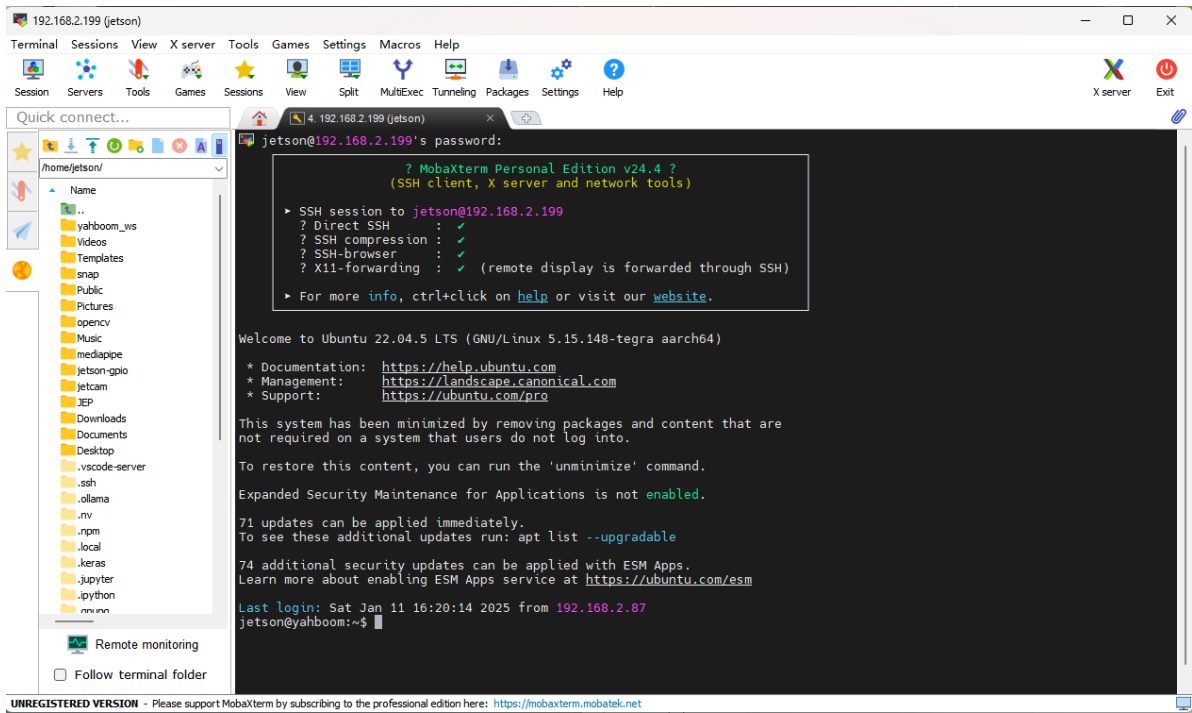 192.168.2.199 (jetson)
Terminal Sessions View X server Tools Games Settings Macros Help
Session Servers Tools Games Sessions View Split MultiExec Tunneling Packages Settings Help X server Exit
Quick connect...
4. 192.168.2.199 (jetson)
/home/jetson/
Name
..
yahboom_ws
Videos
Templates
snap
Public
Pictures
opencv
Music
mediapipe
jetson-gpio
jetcam
JEP
Downloads
Documents
Desktop
.vscode-server
.ssh
.ollama
.nv
.npm
.local
.keras
.jupyter
.ipython
Remote monitoring
Follow terminal folder
jetson@192.168.2.199's password:
? MobaXterm Personal Edition v24.4 ?
(SSH client, X server and network tools)
► SSH session to jetson@192.168.2.199
? Direct SSH : ✔
? SSH compression : ✔
? SSH-browser : ✔
? X11-forwarding : ✔ (remote display is forwarded through SSH)
► For more info, ctrl+click on help or visit our website.
Welcome to Ubuntu 22.04.5 LTS (GNU/Linux 5.15.148-tegra aarch64)
* Documentation: https://help.ubuntu.com
* Management: https://landscape.canonical.com
* Support: https://ubuntu.com/pro
This system has been minimized by removing packages and content that are
not required on a system that users do not log into.
To restore this content, you can run the 'unminimize' command.
Expanded Security Maintenance for Applications is not enabled.
71 updates can be applied immediately.
To see these additional updates run: apt list --upgradable
74 additional security updates can be applied with ESM Apps.
Learn more about enabling ESM Apps service at https://ubuntu.com/esm
Last login: Sat Jan 11 16:20:14 2025 from 192.168.2.87
jetson@yahboom:~$
UNREGISTERED VERSION - Please support MobaXterm by subscribing to the professional edition here: https://mobaxterm.mobatek.net